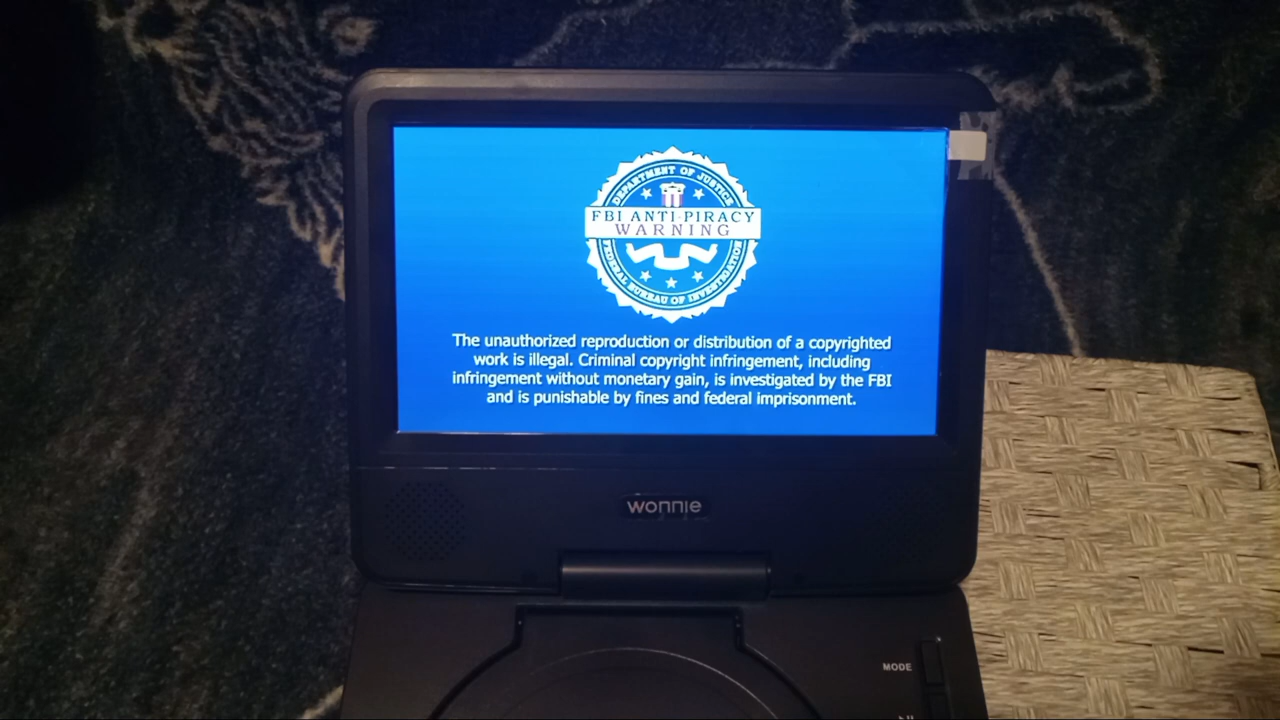 DEPARTMENT OF JUSTICE
FBI ANTI-PIRACY
WARNING
FEDERAL BUREAU OF INVESTIGATION
The unauthorized reproduction or distribution of a copyrighted
work is illegal. Criminal copyright infringement, including
infringement without monetary gain, is investigated by the FBI
and is punishable by fines and federal imprisonment.
wonnie
MODE